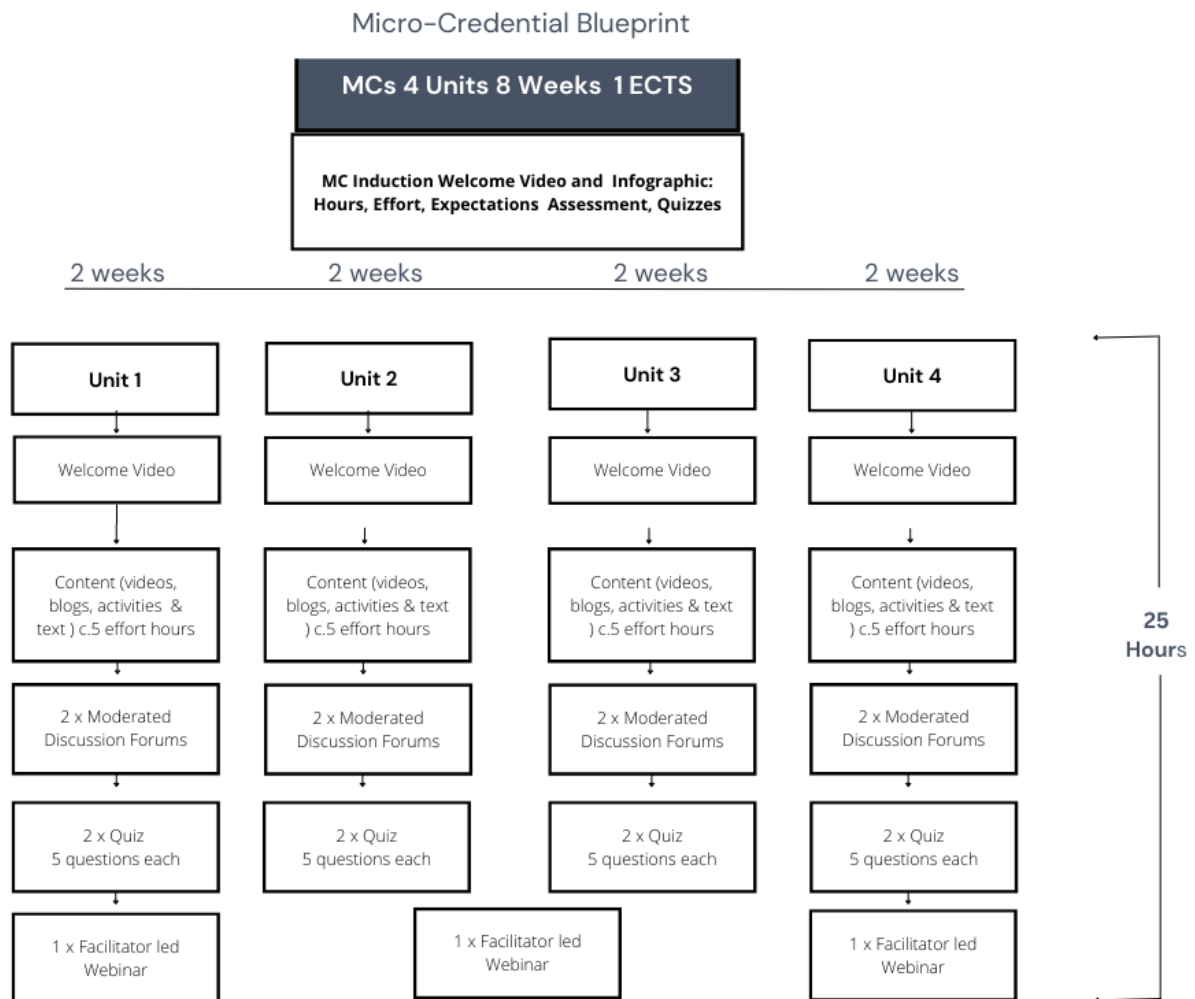 Micro-Credential Blueprint
MCs 4 Units 8 Weeks 1 ECTS
MC Induction Welcome Video and Infographic:
Hours, Effort, Expectations Assessment, Quizzes
2 weeks
2 weeks
2 weeks
2 weeks
Unit 1
Unit 2
Unit 3
Unit 4
Welcome Video
Welcome Video
Welcome Video
Welcome Video
Content (videos,
blogs, activities &
text ) c.5 effort hours
Content (videos,
blogs, activities & text
) c.5 effort hours
Content (videos,
blogs, activities & text
) c.5 effort hours
Content (videos,
blogs, activities & text
) c.5 effort hours
25
Hours
2 x Moderated
Discussion Forums
2 x Moderated
Discussion Forums
2 x Moderated
Discussion Forums
2 x Moderated
Discussion Forums
2 x Quiz
5 questions each
2 x Quiz
5 questions each
2 x Quiz
5 questions each
2 x Quiz
5 questions each
1 x Facilitator led
Webinar
1 x Facilitator led
Webinar
1 x Facilitator led
Webinar